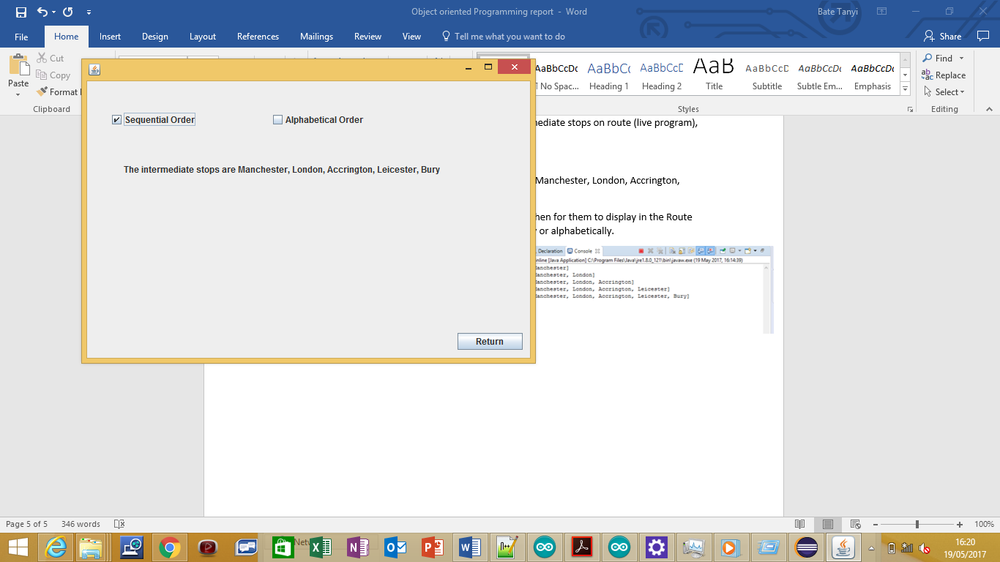 Object oriented Programming report - Word
Bate Tanyi
File Home Insert Design Layout References Mailings Review View Tell me what you want to do Share
Cut
Copy
Paste
Format
Clipboard
AaBbCcDc AaBbCc AaBbCcD AaB AaBbCcD AaBbCcDc AaBbCcDc
No Spac... Heading 1 Heading 2 Title Subtitle Subtle Em... Emphasis
Styles
Find
Replace
Select
Editing
Sequential Order Alphabetical Order
The intermediate stops are Manchester, London, Accrington, Leicester, Bury
Return
mediate stops on route (live program),
Manchester, London, Accrington,
hen for them to display in the Route
or alphabetically.
Declaration Console
nline [Java Application] C:\Program Files\Java\jre1.8.0_121\bin\javaw.exe (19 May 2017, 16:14:39)
Manchester]
Manchester, London]
Manchester, London, Accrington]
Manchester, London, Accrington, Leicester]
Manchester, London, Accrington, Leicester, Bury]
Page 5 of 5 346 words
100%
16:20
19/05/2017